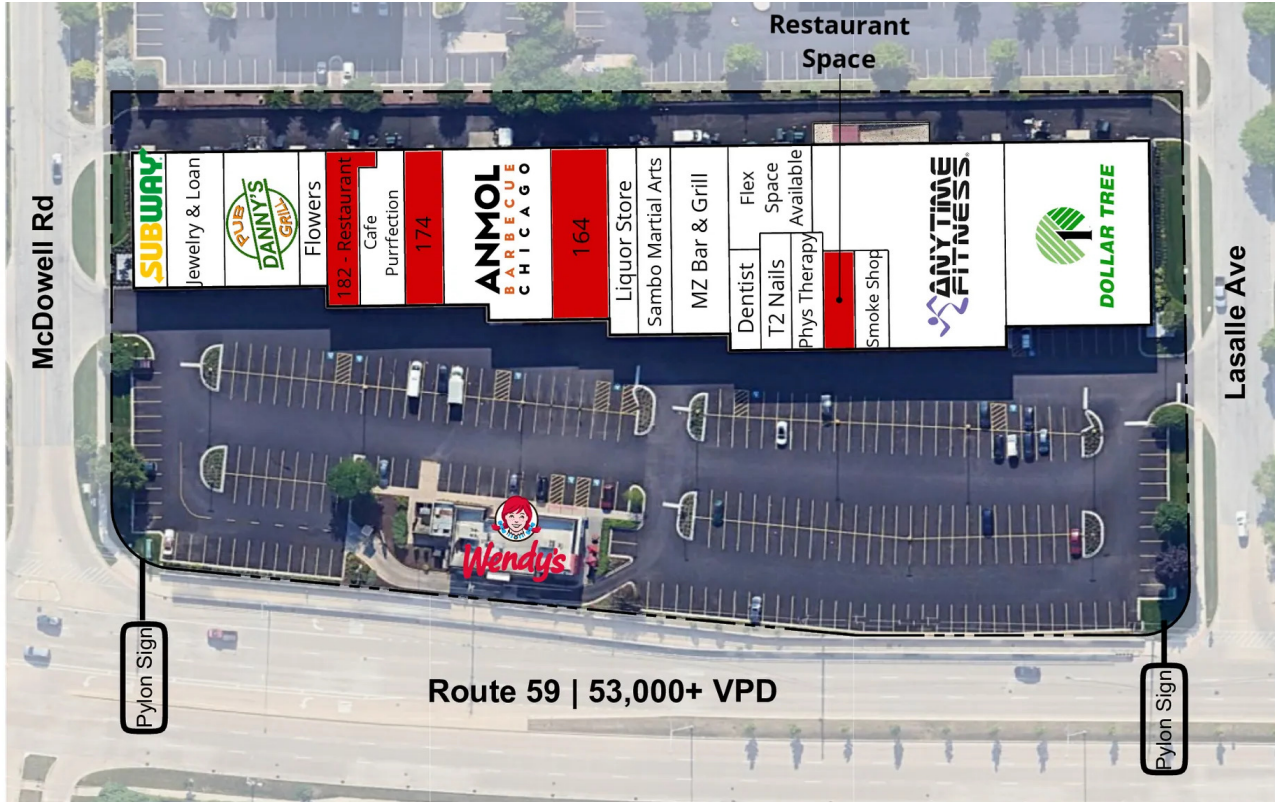 Restaurant
Space
McDowell Rd
SUBWAY
Jewelry & Loan
PUB
DANNY'S
GRILL
Flowers
182 - Restaurant
Cafe
Purrfection
174
ANMOL
BARBECUE
CHICAGO
164
Liquor Store
Sambo Martial Arts
MZ Bar & Grill
Flex
Space
Available
Dentist
T2 Nails
Phys Therapy
Smoke Shop
ANYTIME
FITNESS®
1
DOLLAR TREE
Lasalle Ave
Wendy's
Pylon Sign
Route 59 | 53,000+ VPD
Pylon Sign